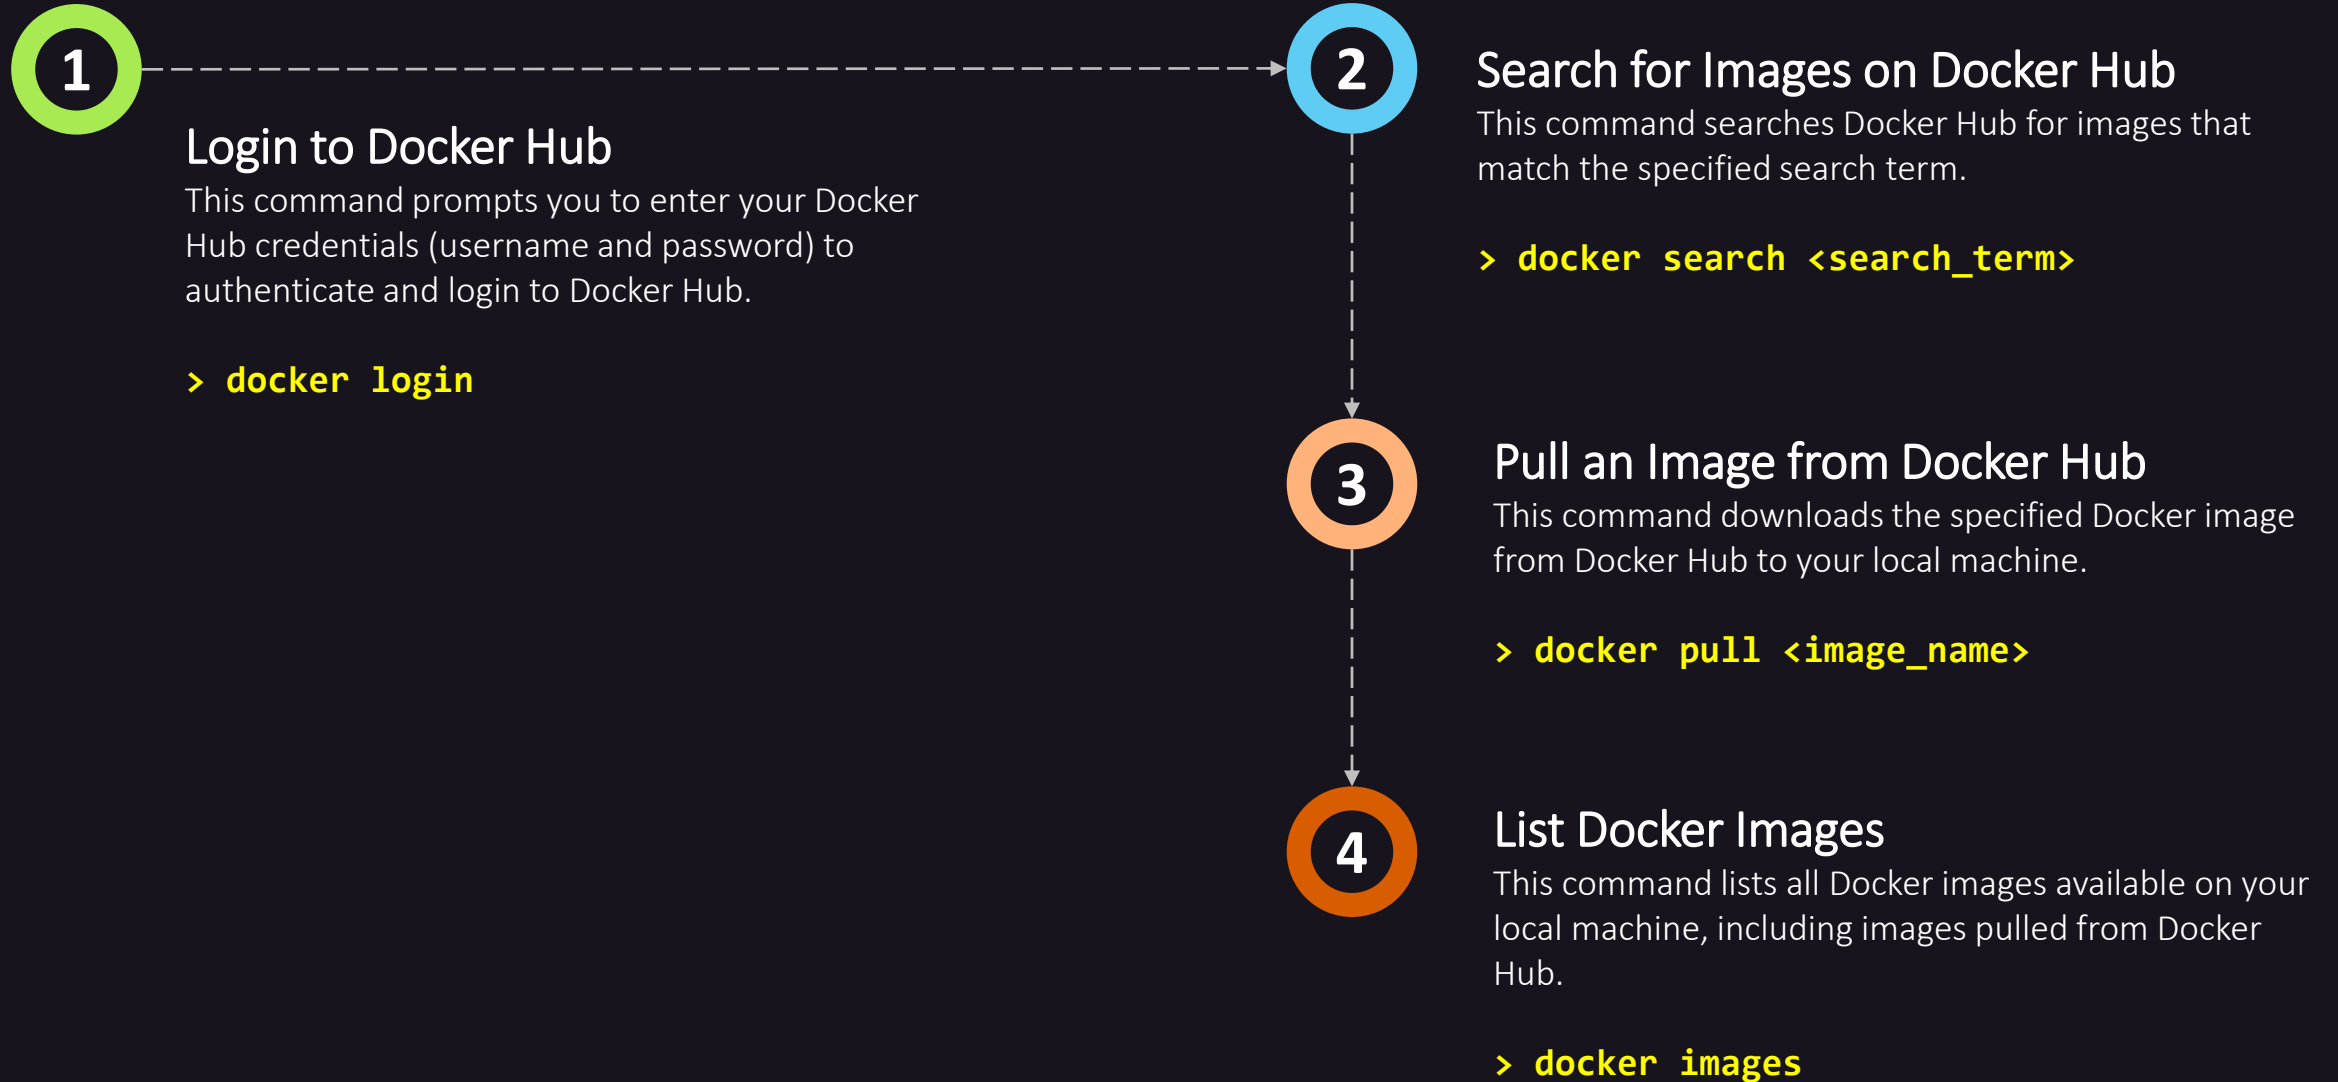 1
Login to Docker Hub
This command prompts you to enter your Docker
Hub credentials (username and password) to
authenticate and login to Docker Hub.
> docker login
2
Search for Images on Docker Hub
This command searches Docker Hub for images that
match the specified search term.
> docker search <search_term>
3
Pull an Image from Docker Hub
This command downloads the specified Docker image
from Docker Hub to your local machine.
> docker pull <image_name>
4
List Docker Images
This command lists all Docker images available on your
local machine, including images pulled from Docker
Hub.
> docker images